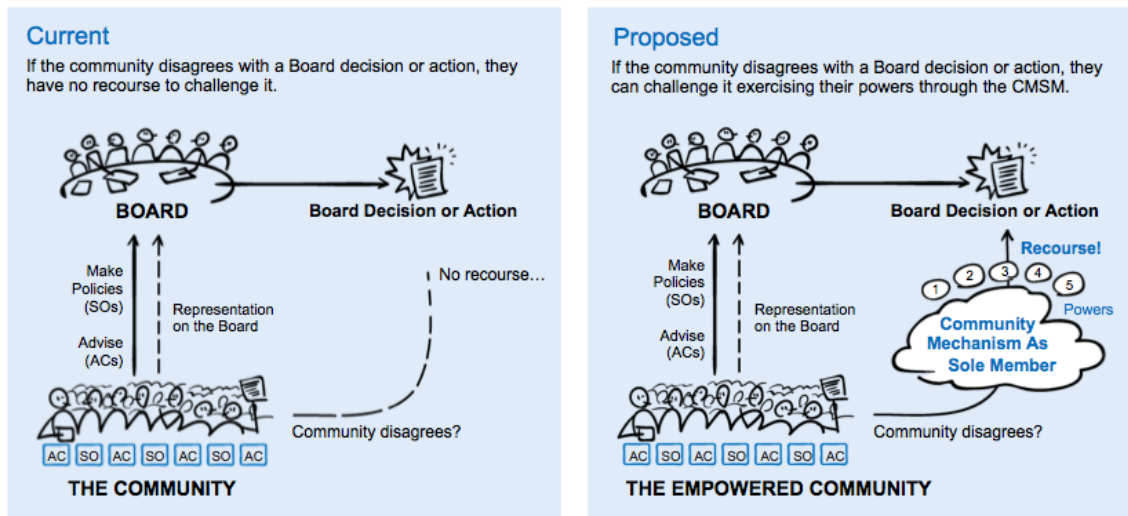 Current
If the community disagrees with a Board decision or action, they
have no recourse to challenge it.
BOARD
Board Decision or Action
Make
Policies
(SOs)
Advise
(ACs)
Representation
on the Board
No recourse...
Community disagrees?
AC SO AC SO AC SO AC
THE COMMUNITY
Proposed
If the community disagrees with a Board decision or action, they
can challenge it exercising their powers through the CMSM.
BOARD
Board Decision or Action
Make
Policies
(SOs)
Advise
(ACs)
Representation
on the Board
Recourse!
1 2 3 4 5
Powers
Community
Mechanism As
Sole Member
Community disagrees?
AC SO AC SO AC SO AC
THE EMPOWERED COMMUNITY